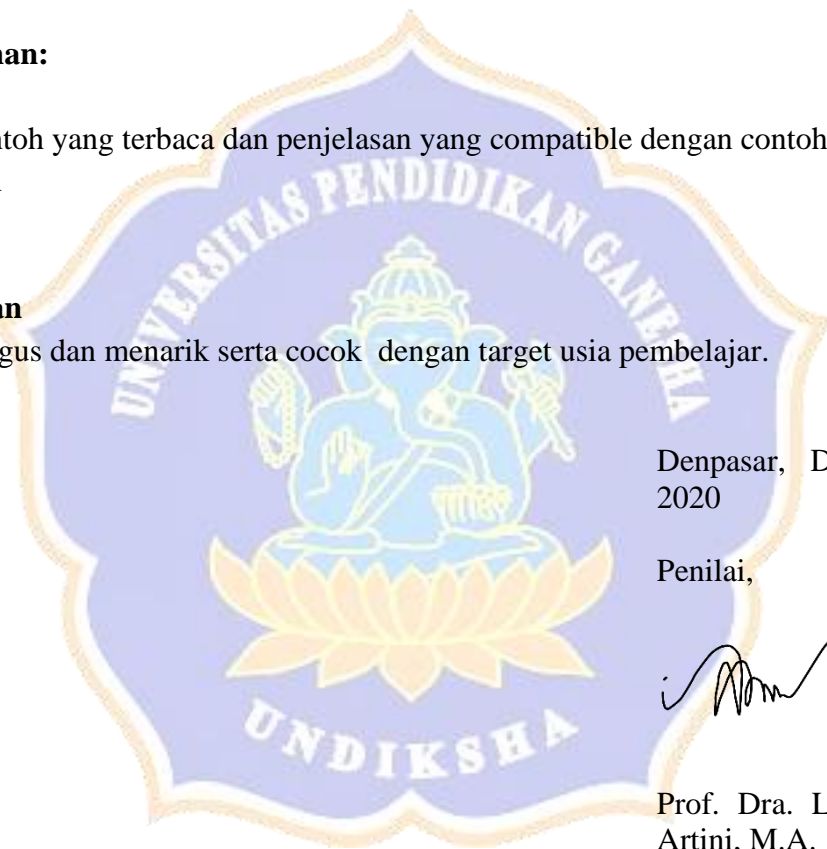 nan:
ntoh yang terbaca dan penjelasan yang compatible dengan contoh
an
gus dan menarik serta cocok dengan target usia pembelajar.
UNIVERSITAS PENDIDIKAN GANESHA
Denpasar, D
2020
Penilai,
UNDIKSHA
Prof. Dra. L
Artini, M.A.